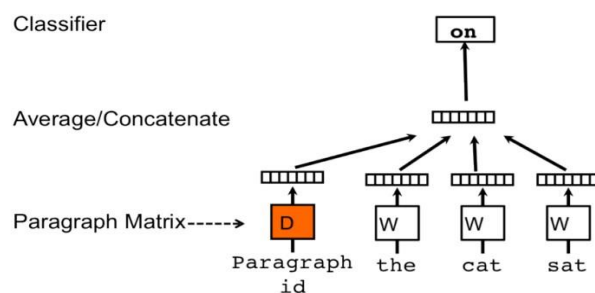 Classifier
on
Average/Concatenate
Paragraph Matrix
D
W
W
W
Paragraph
id
the
cat
sat